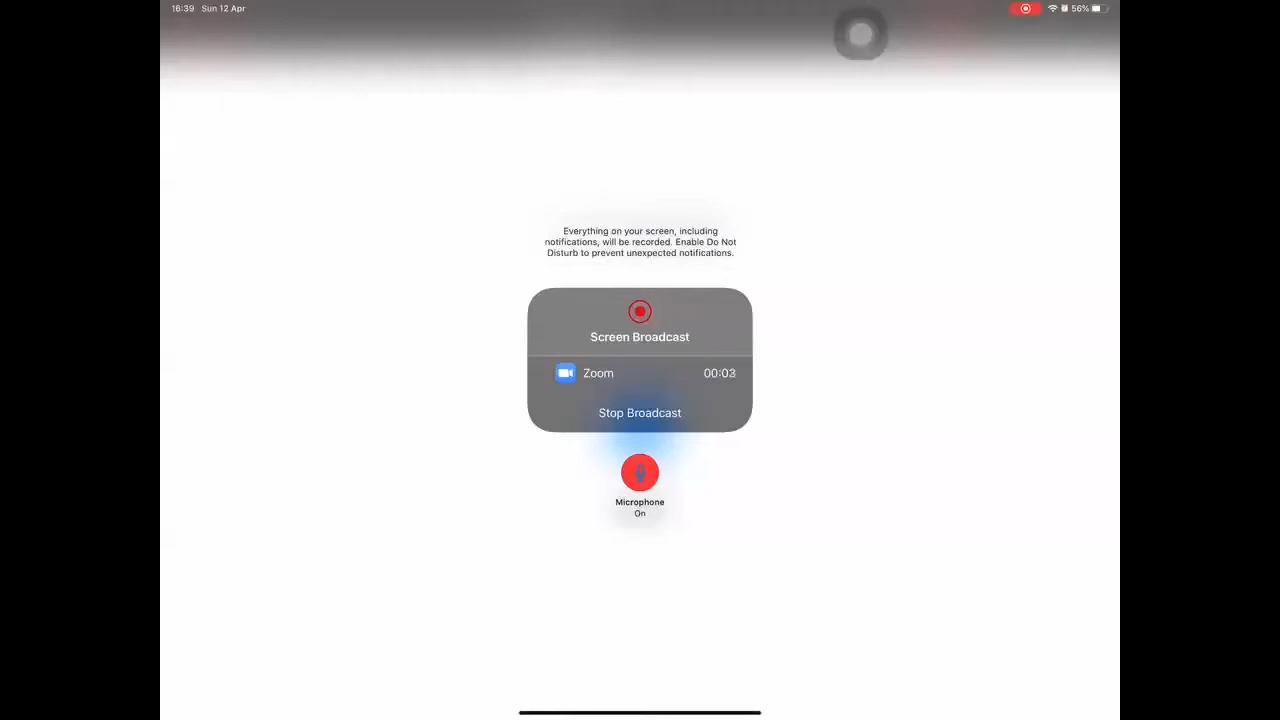 16:39 Sun 12 Apr
56%
Everything on your screen, including
notifications, will be recorded. Enable Do Not
Disturb to prevent unexpected notifications.
Screen Broadcast
Zoom 00:03
Stop Broadcast
Microphone
On